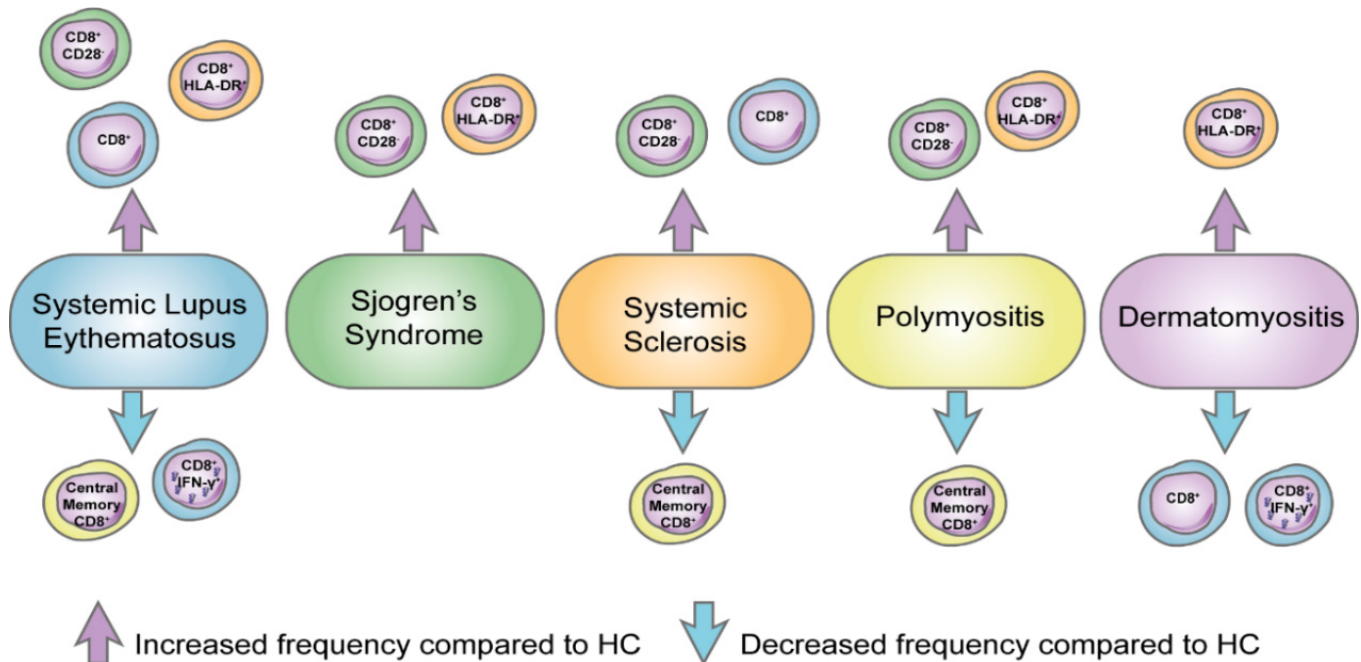 CD8⁺
CD28⁻
CD8⁺
HLA-DR⁺
CD8⁺
CD8⁺
CD28⁻
CD8⁺
HLA-DR⁺
CD8⁺
CD28⁻
CD8⁺
CD8⁺
CD28⁻
CD8⁺
HLA-DR⁺
CD8⁺
HLA-DR⁺
Systemic Lupus
Eythematosus
Sjogren's
Syndrome
Systemic
Sclerosis
Polymyositis
Dermatomyositis
Central
Memory
CD8⁺
CD8⁺
IFN-γ⁺
Central
Memory
CD8⁺
Central
Memory
CD8⁺
CD8⁺
CD8⁺
IFN-γ⁺
Increased frequency compared to HC
Decreased frequency compared to HC